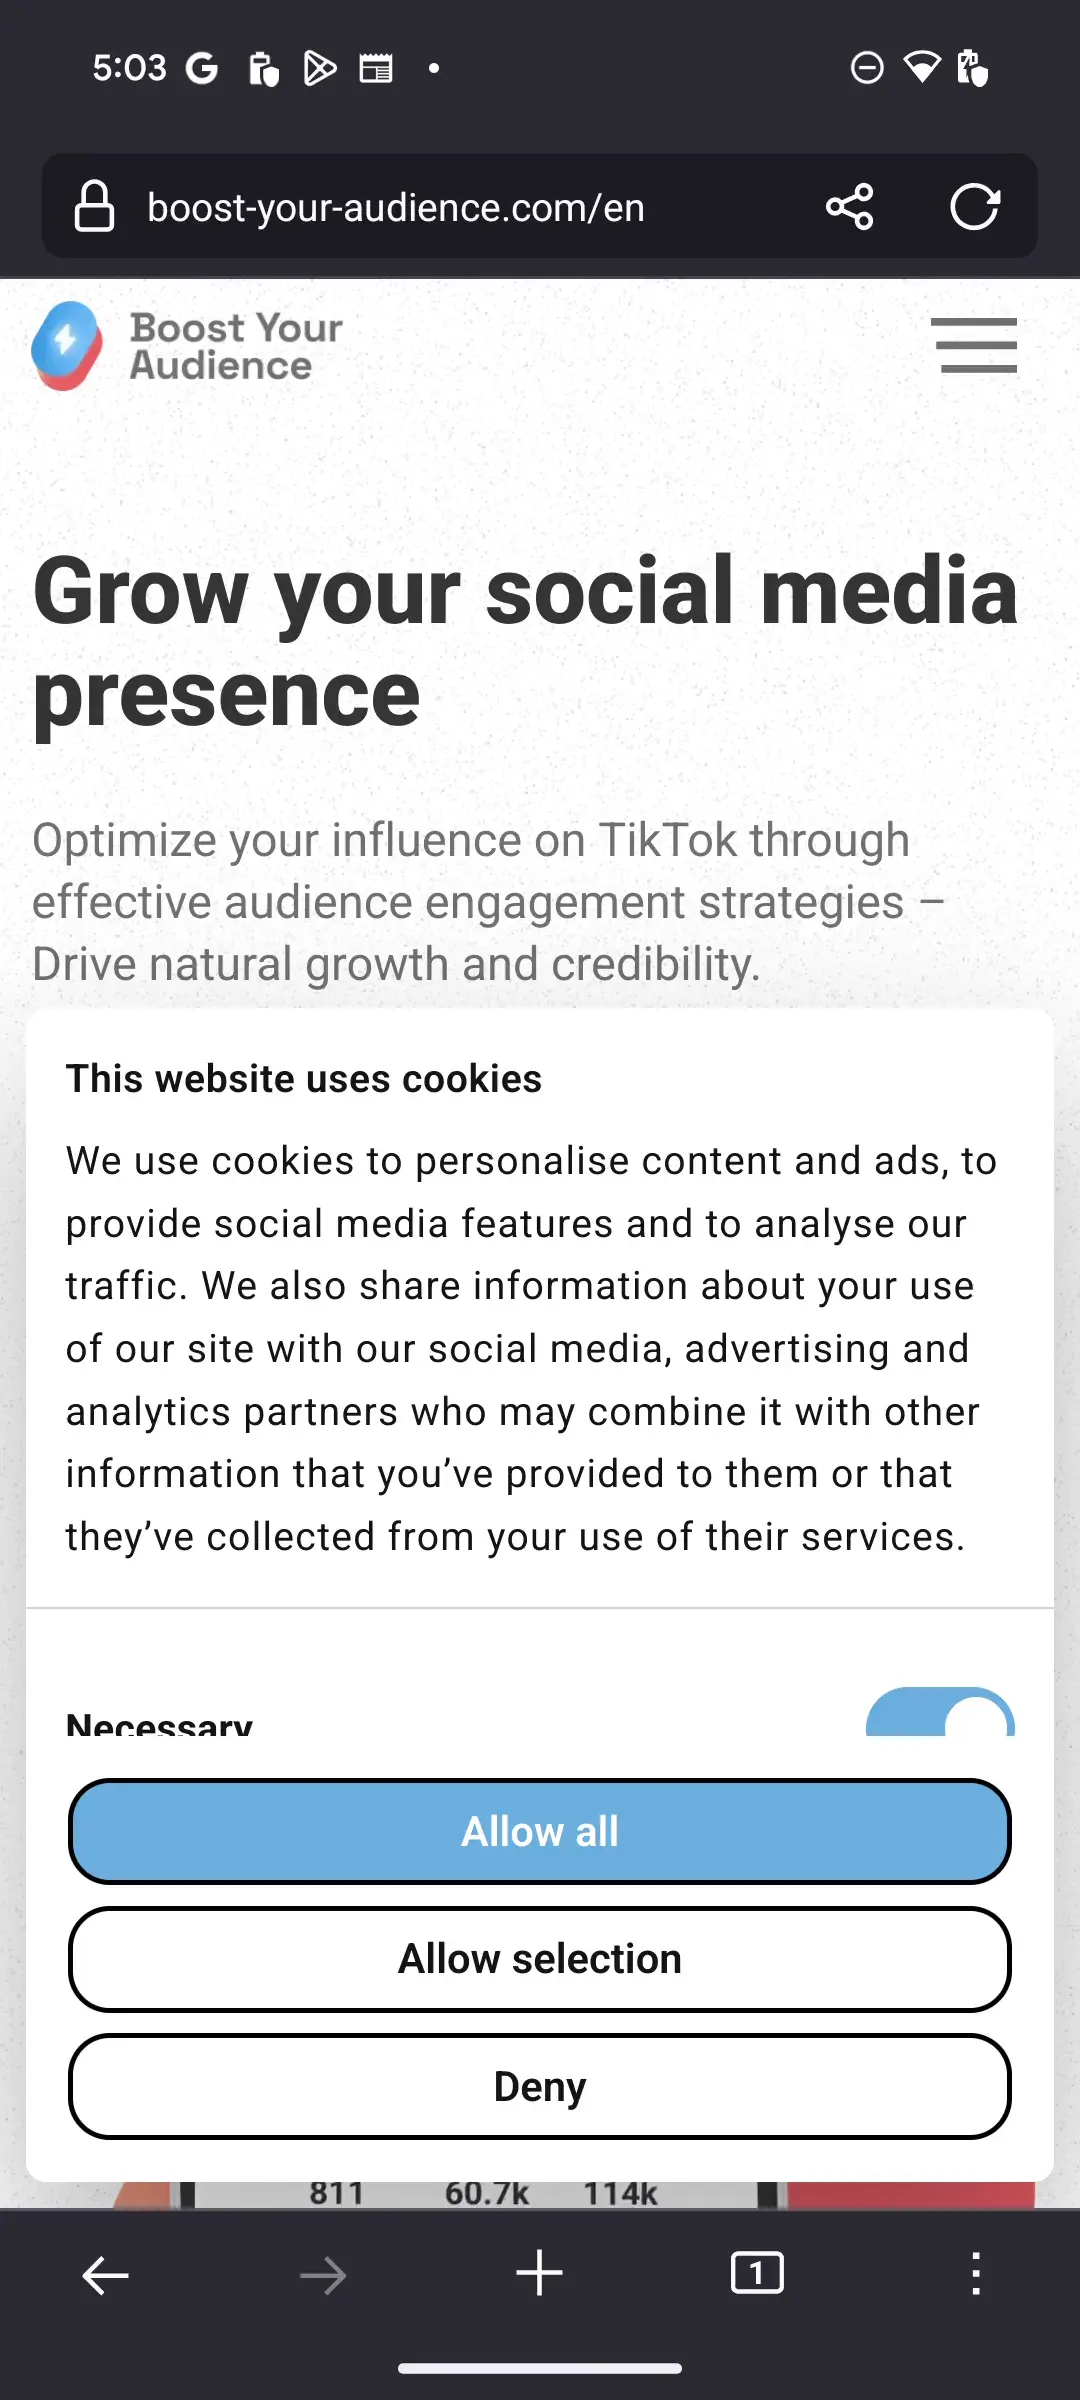 5:03
boost-your-audience.com/en
Boost Your
Audience
Grow your social media
presence
Optimize your influence on TikTok through
effective audience engagement strategies –
Drive natural growth and credibility.
This website uses cookies
We use cookies to personalise content and ads, to
provide social media features and to analyse our
traffic. We also share information about your use
of our site with our social media, advertising and
analytics partners who may combine it with other
information that you’ve provided to them or that
they’ve collected from your use of their services.
Necessary
Allow all
Allow selection
Deny
811 60.7k 114k
1